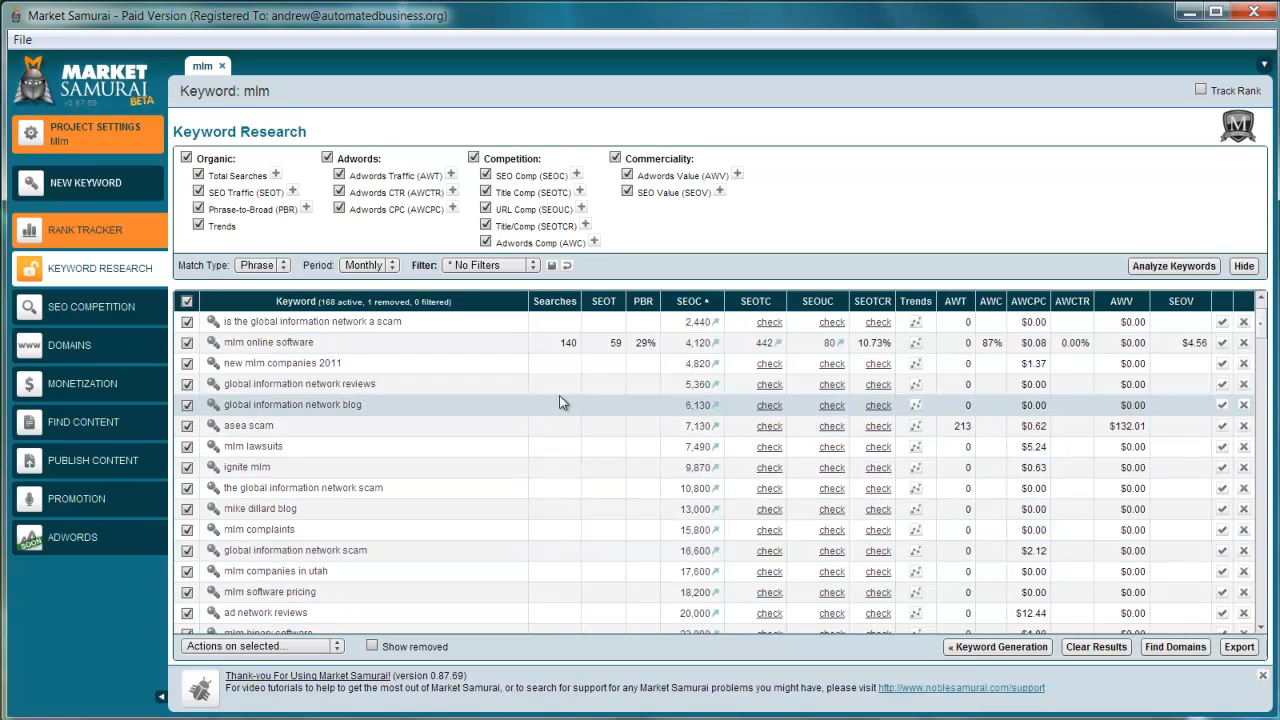 Market Samurai - Paid Version (Registered To: andrew@automatedbusiness.org)
File
MARKET SAMURAI
v0.87.69 BETA
mlm
Keyword: mlm
Track Rank
PROJECT SETTINGS
Mlm
NEW KEYWORD
RANK TRACKER
KEYWORD RESEARCH
SEO COMPETITION
DOMAINS
MONETIZATION
FIND CONTENT
PUBLISH CONTENT
PROMOTION
SOON ADWORDS
Keyword Research
Organic: Adwords: Competition: Commerciality:
Total Searches Adwords Traffic (AWT) SEO Comp (SEOC) Adwords Value (AWV)
SEO Traffic (SEOT) Adwords CTR (AWCTR) Title Comp (SEOTC) SEO Value (SEOV)
Phrase-to-Broad (PBR) Adwords CPC (AWCPC) URL Comp (SEOUC)
Trends Title/Comp (SEOTCR)
Adwords Comp (AWC)
Match Type: Phrase Period: Monthly Filter: * No Filters Analyze Keywords Hide
Keyword (168 active, 1 removed, 0 filtered) Searches SEOT PBR SEOC SEOTC SEOUC SEOTCR Trends AWT AWC AWCPC AWCTR AWV SEOV
is the global information network a scam 2,440 check check check 0 $0.00 $0.00
mlm online software 140 59 29% 4,120 442 80 10.73% 0 87% $0.08 0.00% $0.00 $4.56
new mlm companies 2011 4,820 check check check 0 $1.37 $0.00
global information network reviews 5,360 check check check 0 $0.00 $0.00
global information network blog 6,130 check check check 0 $0.00 $0.00
asea scam 7,130 check check check 213 $0.62 $132.01
mlm lawsuits 7,490 check check check 0 $5.24 $0.00
ignite mlm 9,870 check check check 0 $0.63 $0.00
the global information network scam 10,800 check check check 0 $0.00 $0.00
mike dillard blog 13,000 check check check 0 $0.00 $0.00
mlm complaints 15,800 check check check 0 $0.00 $0.00
global information network scam 16,600 check check check 0 $2.12 $0.00
mlm companies in utah 17,600 check check check 0 $0.00 $0.00
mlm software pricing 18,200 check check check 0 $0.00 $0.00
ad network reviews 20,000 check check check 0 $12.44 $0.00
mlm binary software
Actions on selected... Show removed « Keyword Generation Clear Results Find Domains Export
Thank-you For Using Market Samurai! (version 0.87.69)
For video tutorials to help to get the most out of Market Samurai, or to search for support for any Market Samurai problems you might have, please visit http://www.noblesamurai.com/support